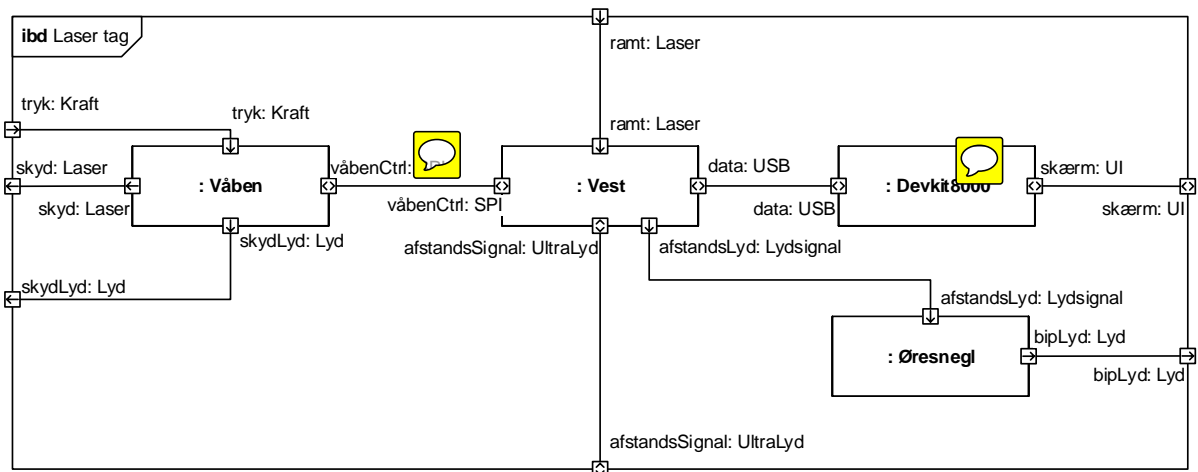 ibd Laser tag
ramt: Laser
tryk: Kraft
tryk: Kraft
ramt: Laser
skyd: Laser
våbenCtrl:
data: USB
skærm: UI
: Våben
: Vest
: Devkit8000
skyd: Laser
våbenCtrl: SPI
data: USB
skærm: UI
skydLyd: Lyd
afstandsSignal: UltraLyd
afstandsLyd: Lydsignal
skydLyd: Lyd
afstandsLyd: Lydsignal
bipLyd: Lyd
: Øresnegl
bipLyd: Lyd
afstandsSignal: UltraLyd